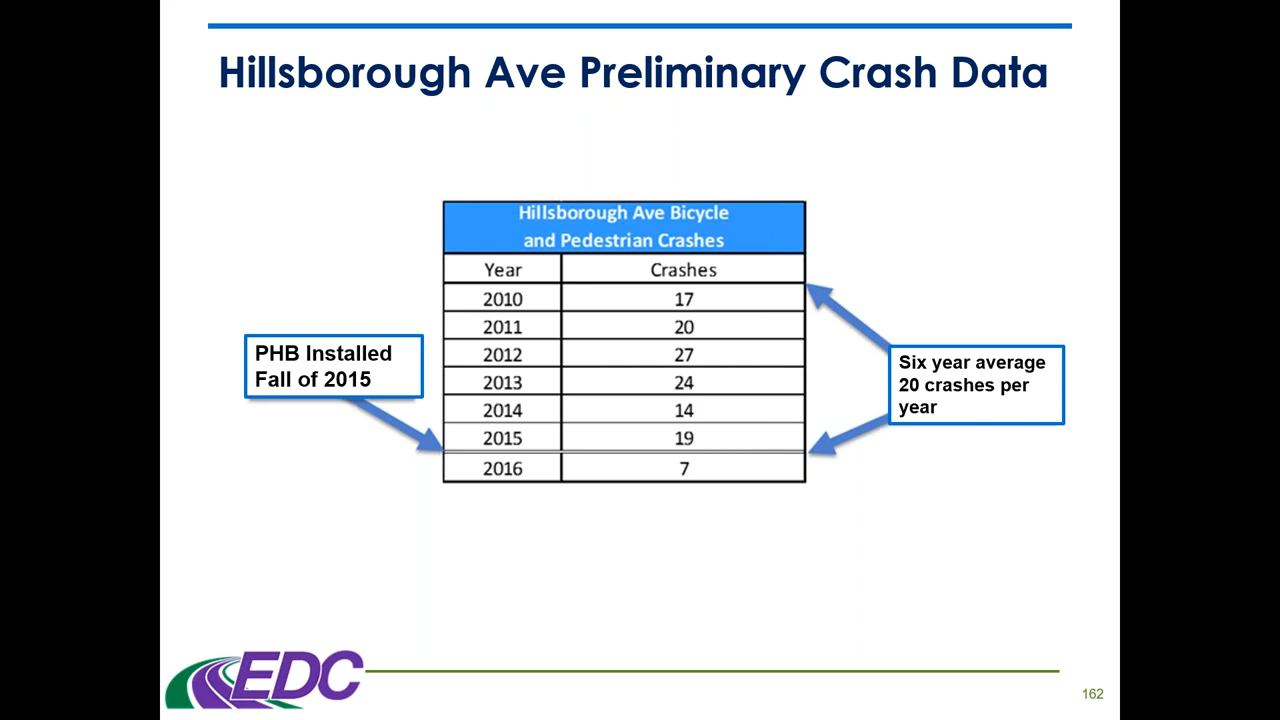 Hillsborough Ave Preliminary Crash Data
Hillsborough Ave Bicycle
and Pedestrian Crashes
Year Crashes
2010 17
2011 20
2012 27
2013 24
2014 14
2015 19
2016 7
PHB Installed
Fall of 2015
Six year average
20 crashes per
year
EDC
162